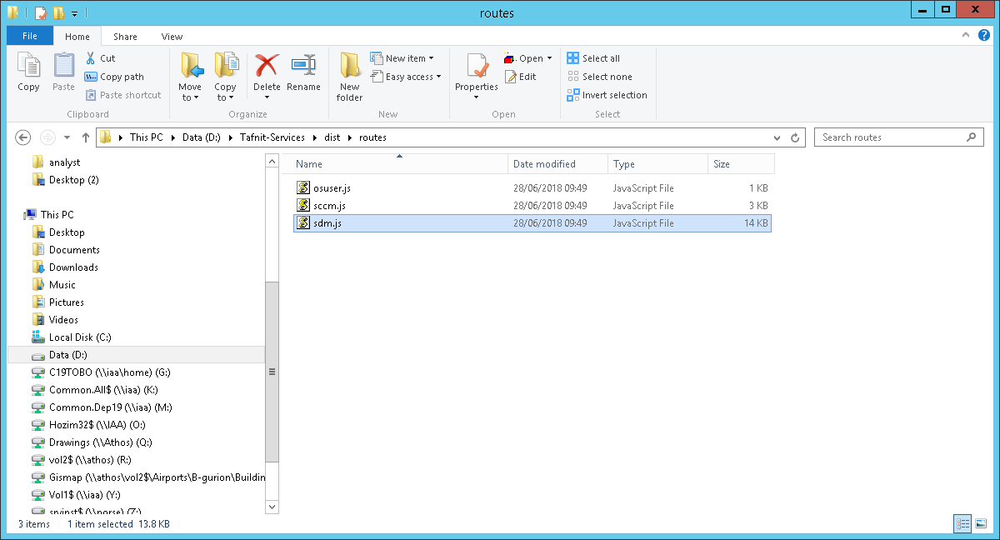 routes
File
Home
Share
View
Copy
Paste
Cut
Copy path
Paste shortcut
Clipboard
Move to
Copy to
Delete
Rename
Organize
New folder
New item
Easy access
New
Properties
Open
Edit
Open
Select all
Select none
Invert selection
Select
This PC
Data (D:)
Tafnit-Services
dist
routes
Search routes
analyst
Desktop (2)
This PC
Desktop
Documents
Downloads
Music
Pictures
Videos
Local Disk (C:)
Data (D:)
C19TOBO (\\iaa\home) (G:)
Common.All$ (\\iaa) (K:)
Common.Dep19 (\\iaa) (M:)
Hozim32$ (\\IAA) (O:)
Drawings (\\Athos) (Q:)
vol2$ (\\athos) (R:)
Gismap (\\athos\vol2$\Airports\B-gurion\Buildin
Vol1$ (\\iaa) (Y:)
srvinst$ (\\norse) (Z:)
Name Date modified Type Size
osuser.js 28/06/2018 09:49 JavaScript File 1 KB
sccm.js 28/06/2018 09:49 JavaScript File 3 KB
sdm.js 28/06/2018 09:49 JavaScript File 14 KB
3 items 1 item selected 13.8 KB